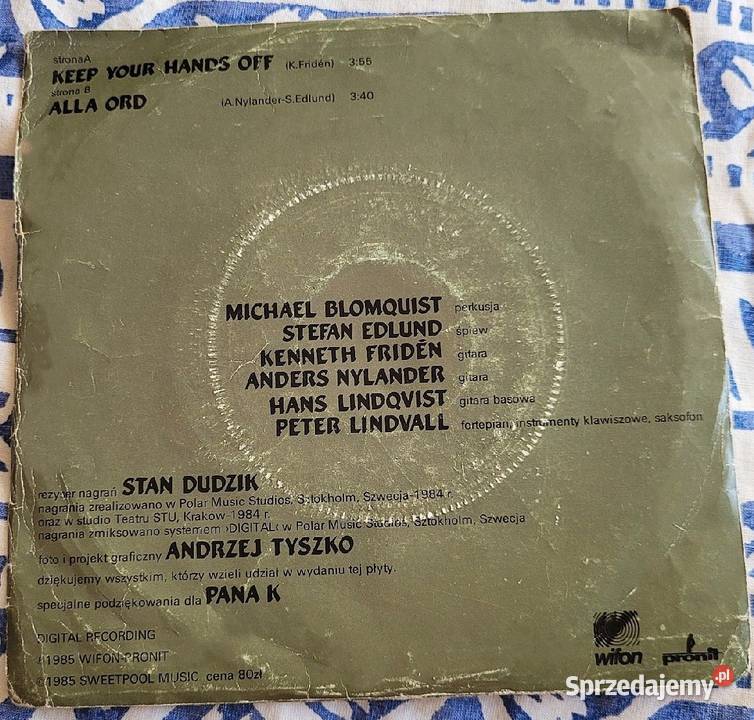 strona A
KEEP YOUR HANDS OFF (K.Fridén) 3:55
strona B
ALLA ORD (A.Nylander-S.Edlund) 3:40
MICHAEL BLOMQUIST perkusja
STEFAN EDLUND śpiew
KENNETH FRIDÉN gitara
ANDERS NYLANDER gitara
HANS LINDQVIST gitara basowa
PETER LINDVALL fortepian, instrumenty klawiszowe, saksofon
reżyser nagrań STAN DUDZIK
nagrania zrealizowano w Polar Music Studios, Sztokholm, Szwecja-1984 r.
oraz w studio Teatru STU, Krakow-1984 r.
nagrania zmiksowano systemem ›DIGITAL‹ w Polar Music Studios, Sztokholm, Szwecja
foto i projekt graficzny ANDRZEJ TYSZKO
dziękujemy wszystkim, którzy wzieli udział w wydaniu tej płyty.
specjalne podziękowania dla PANA K
DIGITAL RECORDING
℗1985 WIFON-PRONIT
©1985 SWEETPOOL MUSIC cena 80zł
wifon pronit
Sprzedajemy.pl